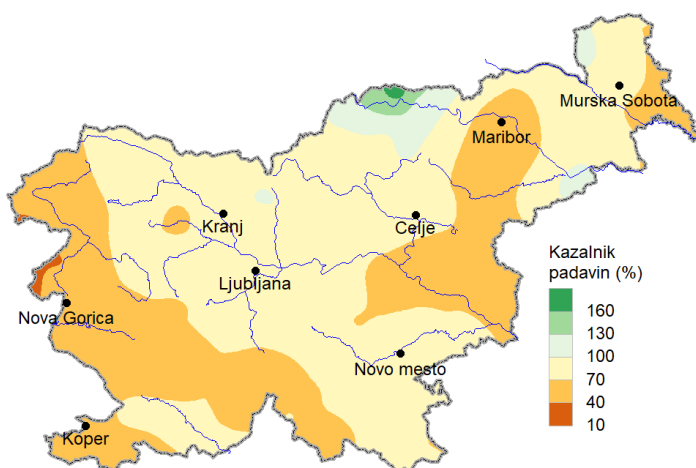 Murska Sobota
Maribor
Kranj
Celje
Ljubljana
Nova Gorica
Novo mesto
Koper
Kazalnik
padavin (%)
160
130
100
70
40
10